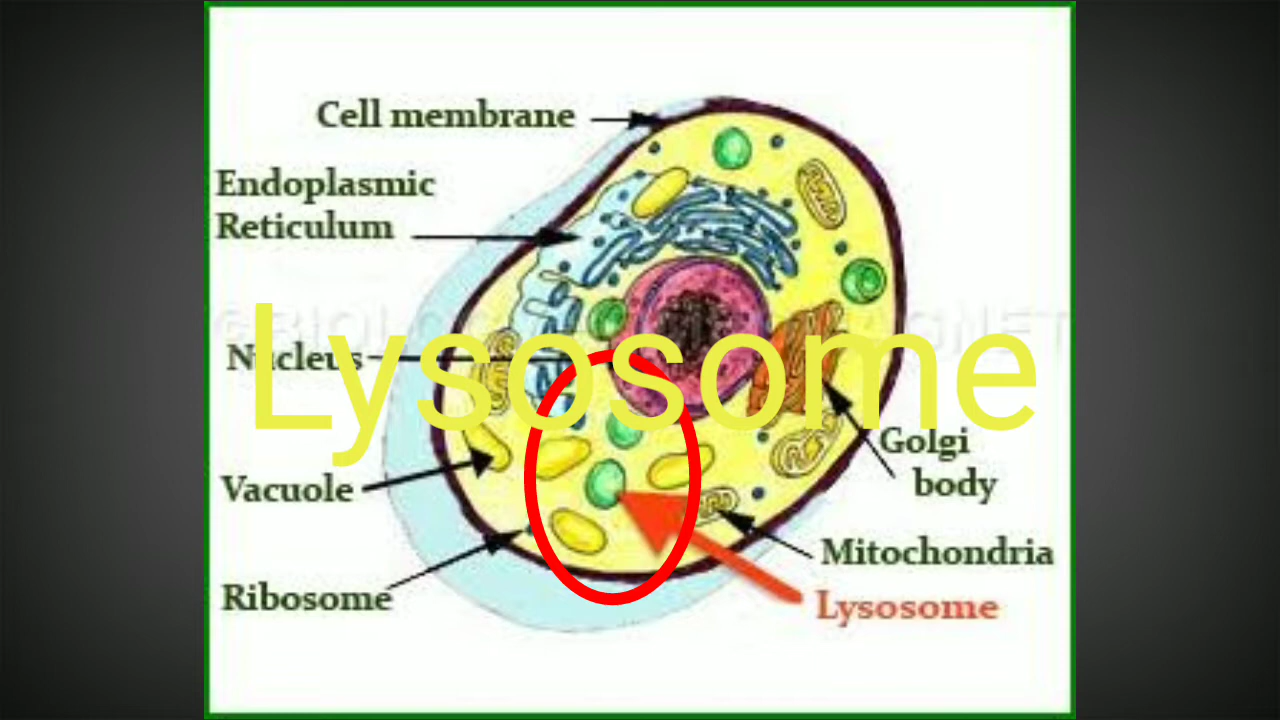 Cell membrane
Endoplasmic
Reticulum
Lysosome
Nucleus
Golgi
body
Vacuole
Mitochondria
Ribosome
Lysosome